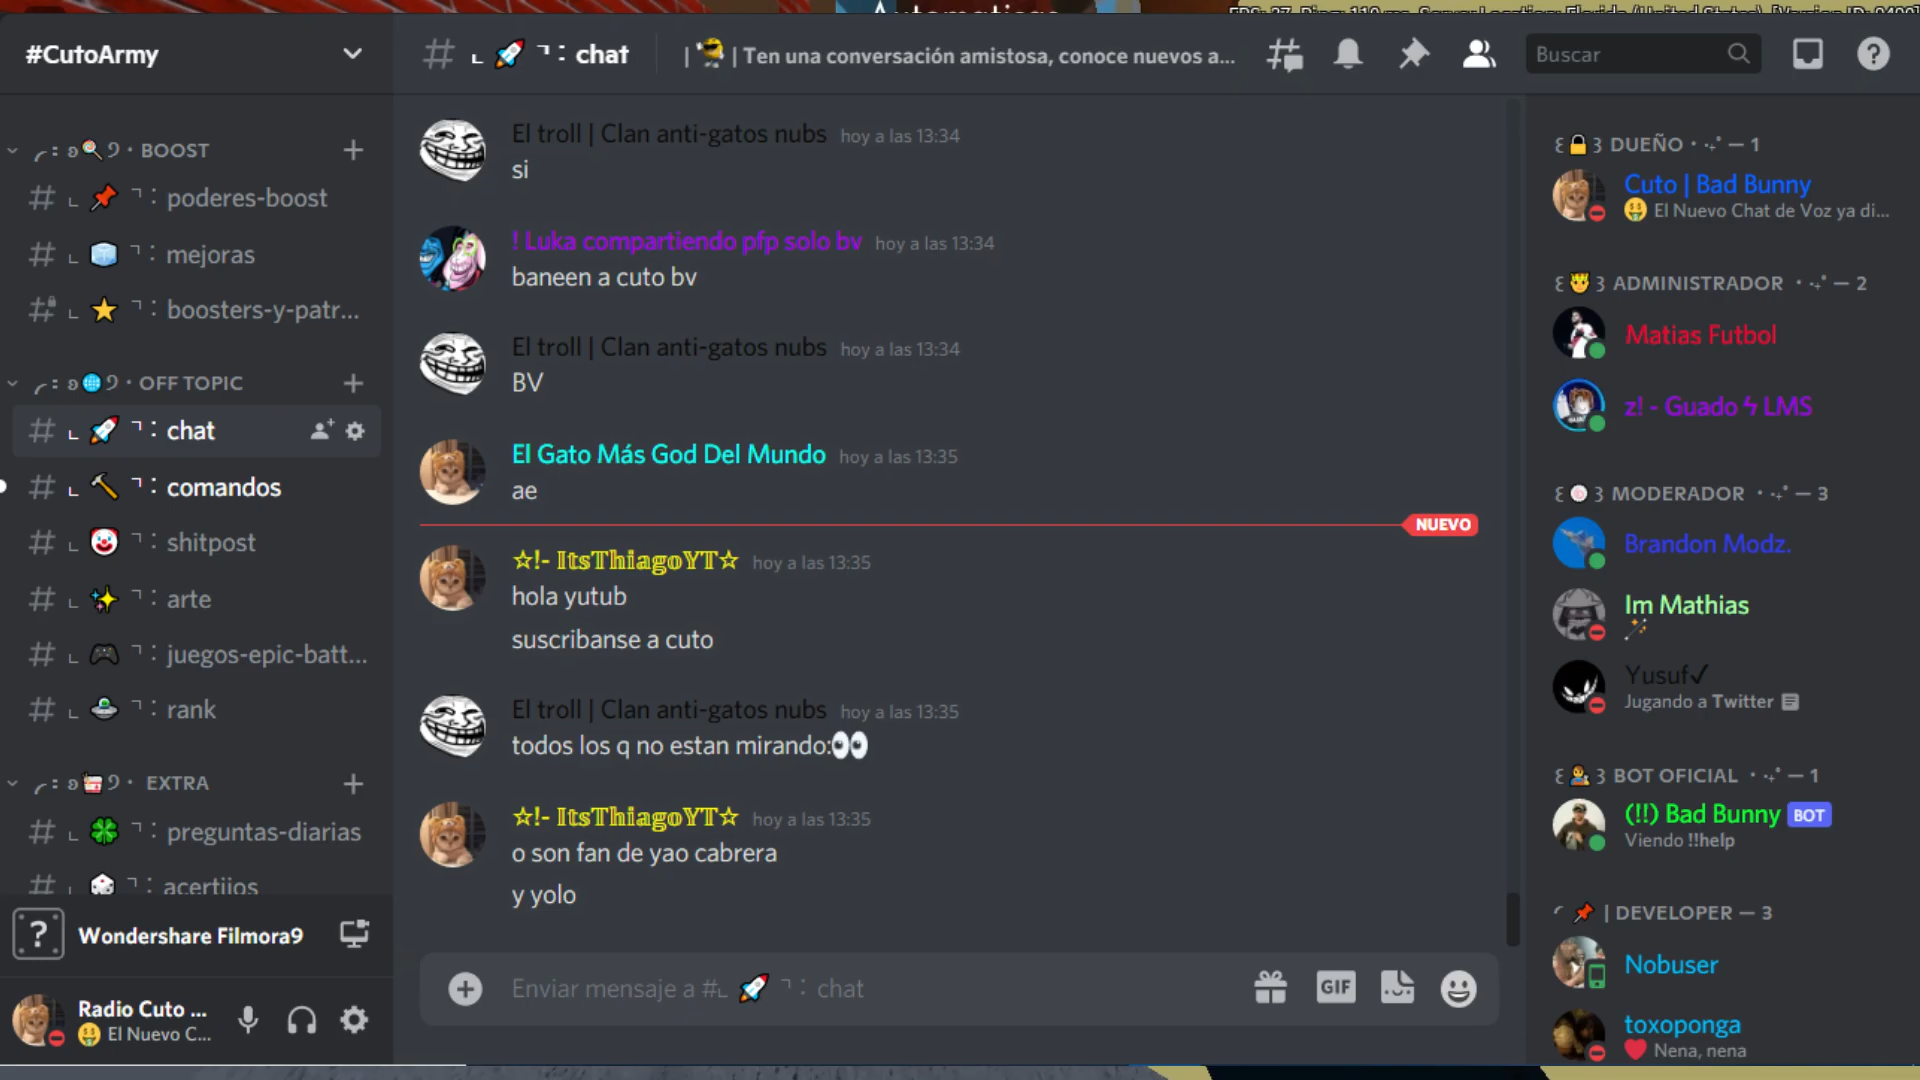 #CutoArmy
BOOST
poderes-boost
mejoras
boosters-y-patr...
OFF TOPIC
chat
comandos
shitpost
arte
juegos-epic-batt...
rank
EXTRA
preguntas-diarias
acertijos
Wondershare Filmora9
Radio Cuto ...
El Nuevo C...
chat
| Ten una conversación amistosa, conoce nuevos a...
Buscar
El troll | Clan anti-gatos nubs hoy a las 13:34
si
! Luka compartiendo pfp solo bv hoy a las 13:34
baneen a cuto bv
El troll | Clan anti-gatos nubs hoy a las 13:34
BV
El Gato Más God Del Mundo hoy a las 13:35
ae
NUEVO
☆!- ItsThiagoYT☆ hoy a las 13:35
hola yutub
suscribanse a cuto
El troll | Clan anti-gatos nubs hoy a las 13:35
todos los q no estan mirando:👀
☆!- ItsThiagoYT☆ hoy a las 13:35
o son fan de yao cabrera
y yolo
Enviar mensaje a #⌞🚀⌝: chat
GIF
DUEÑO — 1
Cuto | Bad Bunny
El Nuevo Chat de Voz ya di...
ADMINISTRADOR — 2
Matias Futbol
z! - Guado ϟ LMS
MODERADOR — 3
Brandon Modz.
Im Mathias
Yusuf✓
Jugando a Twitter
BOT OFICIAL — 1
(!!) Bad Bunny BOT
Viendo !!help
| DEVELOPER — 3
Nobuser
toxoponga
Nena, nena